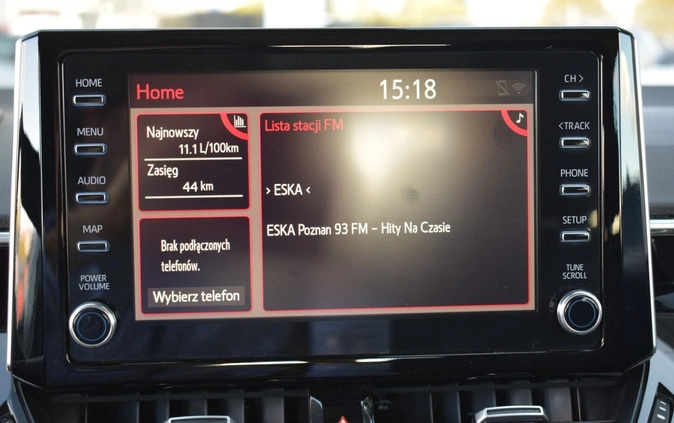 HOME
MENU
AUDIO
MAP
POWER
VOLUME
Home
15:18
Najnowszy
11.1 L/100km
Zasięg
44 km
Brak podłączonych
telefonów.
Wybierz telefon
Lista stacji FM
> ESKA <
ESKA Poznan 93 FM – Hity Na Czasie
CH >
< TRACK
PHONE
SETUP
TUNE
SCROLL